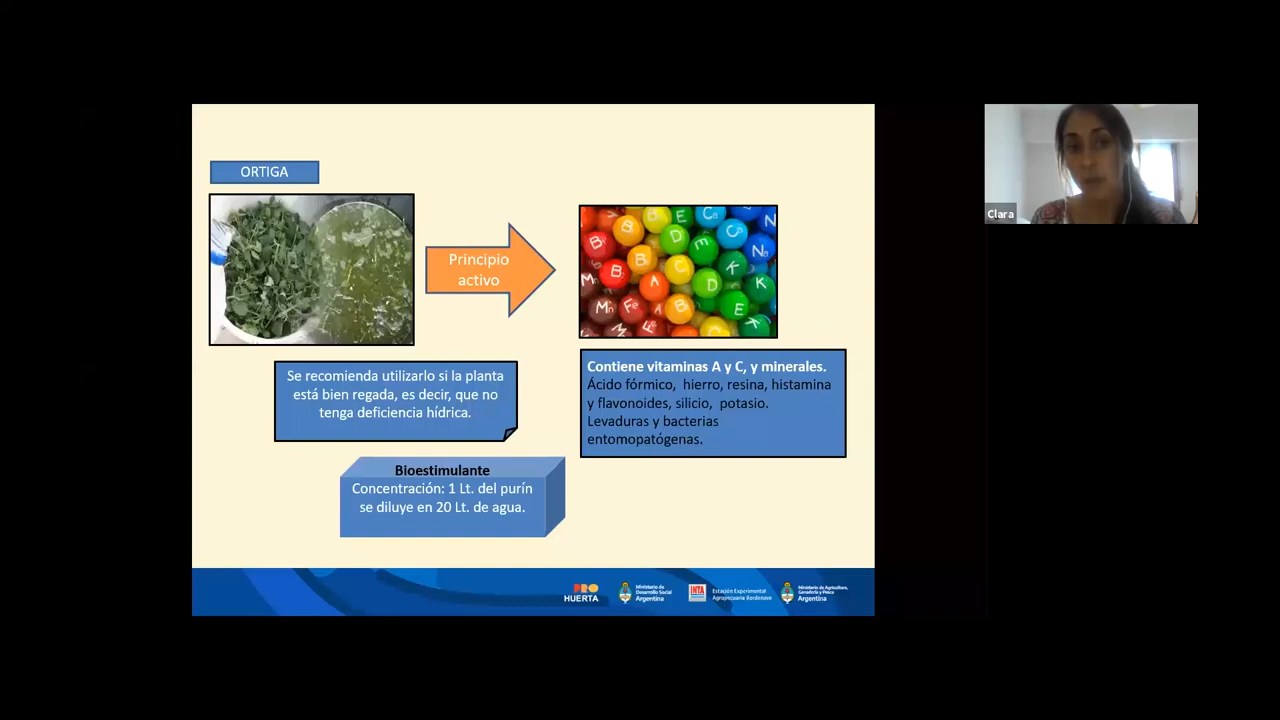 ORTIGA
Principio
activo
Se recomienda utilizarlo si la planta
está bien regada, es decir, que no
tenga deficiencia hídrica.
Contiene vitaminas A y C, y minerales.
Ácido fórmico, hierro, resina, histamina
y flavonoides, silicio, potasio.
Levaduras y bacterias
entomopatógenas.
Bioestimulante
Concentración: 1 Lt. del purín
se diluye en 20 Lt. de agua.
PRO
HUERTA
Ministerio de
Desarrollo Social
Argentina
INTA
Estación Experimental
Agropecuaria Bordenave
Ministerio de Agricultura,
Ganadería y Pesca
Argentina
Clara